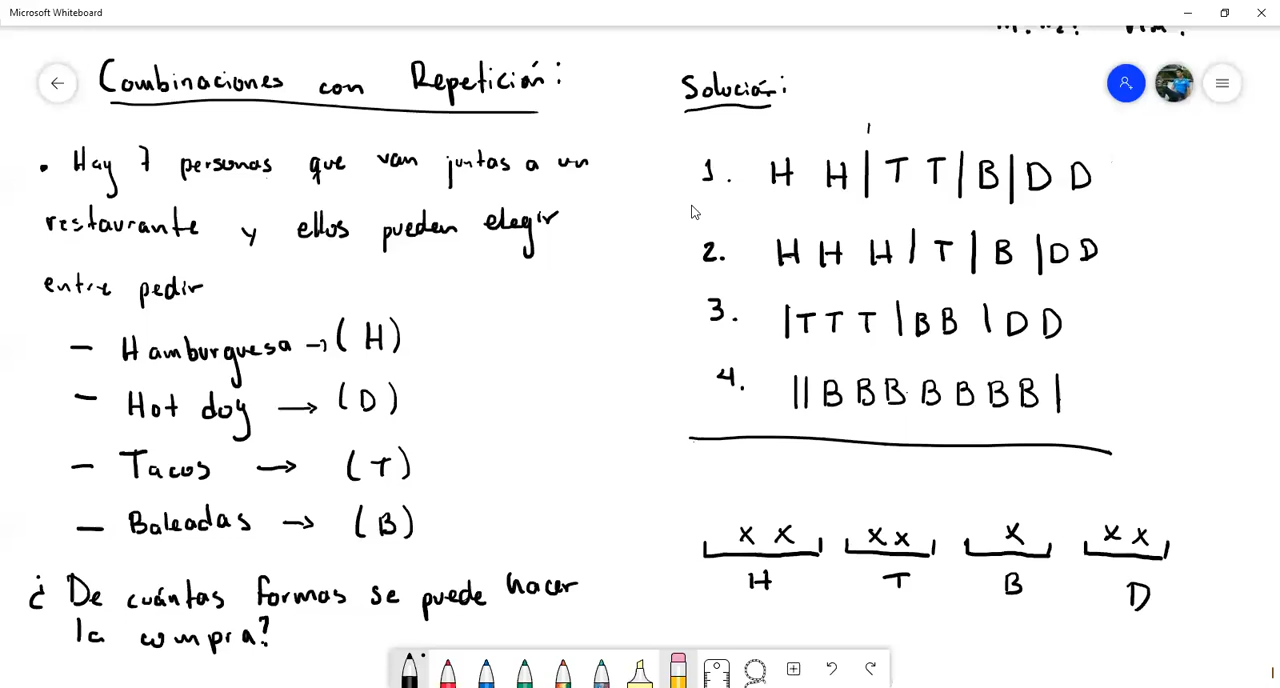 Microsoft Whiteboard
Combinaciones con Repetición:
• Hay 7 personas que van juntas a un
restaurante y ellos pueden elegir
entre pedir
- Hamburguesa → (H)
- Hot dog → (D)
- Tacos → (T)
- Baleadas → (B)
¿ De cuántas formas se puede hacer
la compra?
Solución:
1. H H | T T | B | D D
2. H H H | T | B | D D
3. | T T T | B B | D D
4. | | B B B B B B B |
x x x x x x x
H T B D